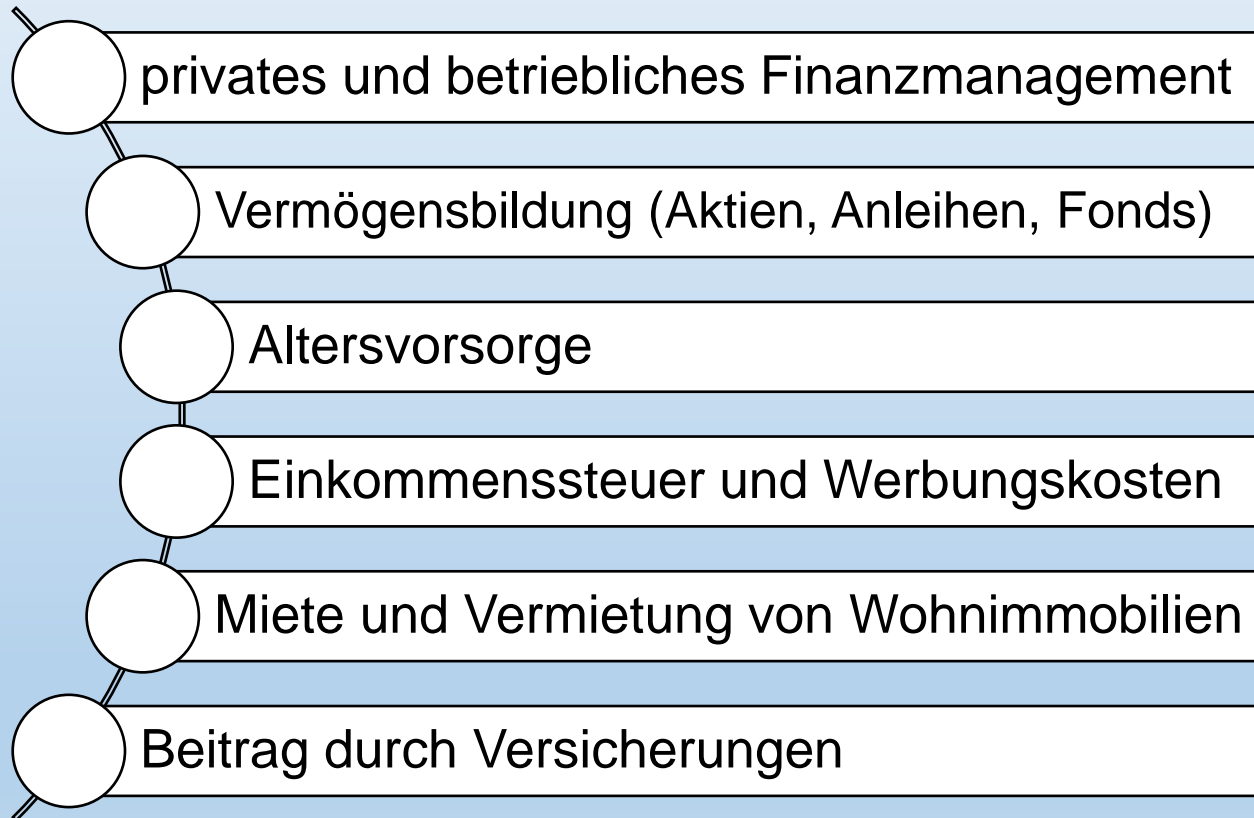 privates und betriebliches Finanzmanagement
Vermögensbildung (Aktien, Anleihen, Fonds)
Altersvorsorge
Einkommenssteuer und Werbungskosten
Miete und Vermietung von Wohnimmobilien
Beitrag durch Versicherungen